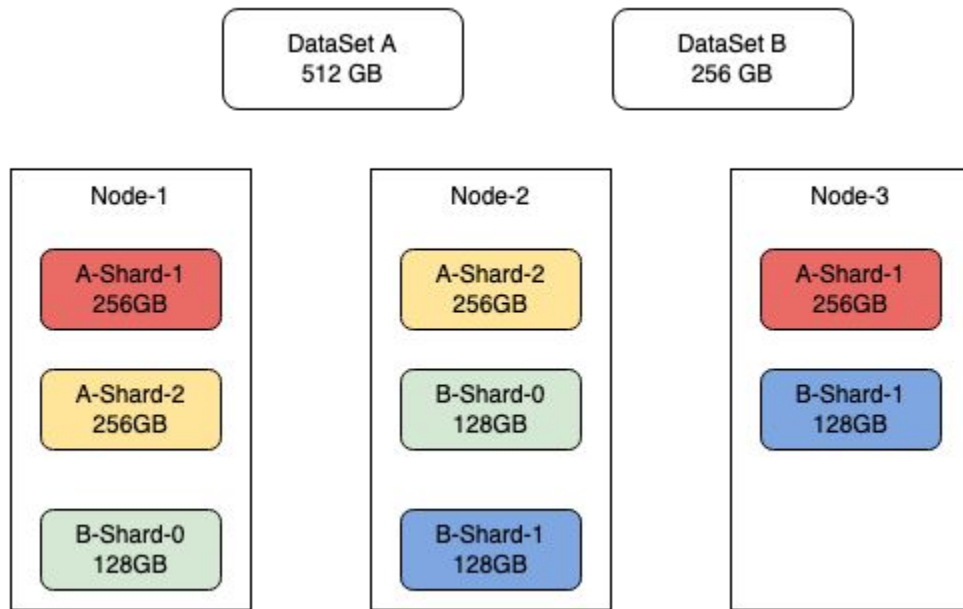 DataSet A
512 GB
DataSet B
256 GB
Node-1
A-Shard-1
256GB
A-Shard-2
256GB
B-Shard-0
128GB
Node-2
A-Shard-2
256GB
B-Shard-0
128GB
B-Shard-1
128GB
Node-3
A-Shard-1
256GB
B-Shard-1
128GB